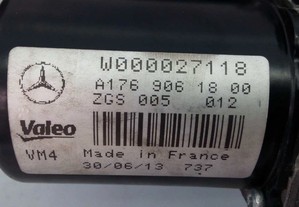 W000027118
A176 906 18 00
ZGS 005 012
Valeo
VM4 Made in France
30/06/13 737